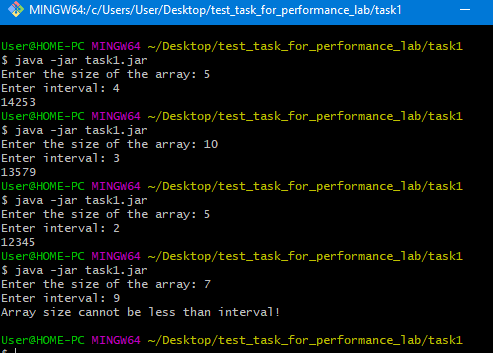 MINGW64:/c/Users/User/Desktop/test_task_for_performance_lab/task1
User@HOME-PC MINGW64 ~/Desktop/test_task_for_performance_lab/task1
$ java -jar task1.jar
Enter the size of the array: 5
Enter interval: 4
14253
User@HOME-PC MINGW64 ~/Desktop/test_task_for_performance_lab/task1
$ java -jar task1.jar
Enter the size of the array: 10
Enter interval: 3
13579
User@HOME-PC MINGW64 ~/Desktop/test_task_for_performance_lab/task1
$ java -jar task1.jar
Enter the size of the array: 5
Enter interval: 2
12345
User@HOME-PC MINGW64 ~/Desktop/test_task_for_performance_lab/task1
$ java -jar task1.jar
Enter the size of the array: 7
Enter interval: 9
Array size cannot be less than interval!
User@HOME-PC MINGW64 ~/Desktop/test_task_for_performance_lab/task1
$